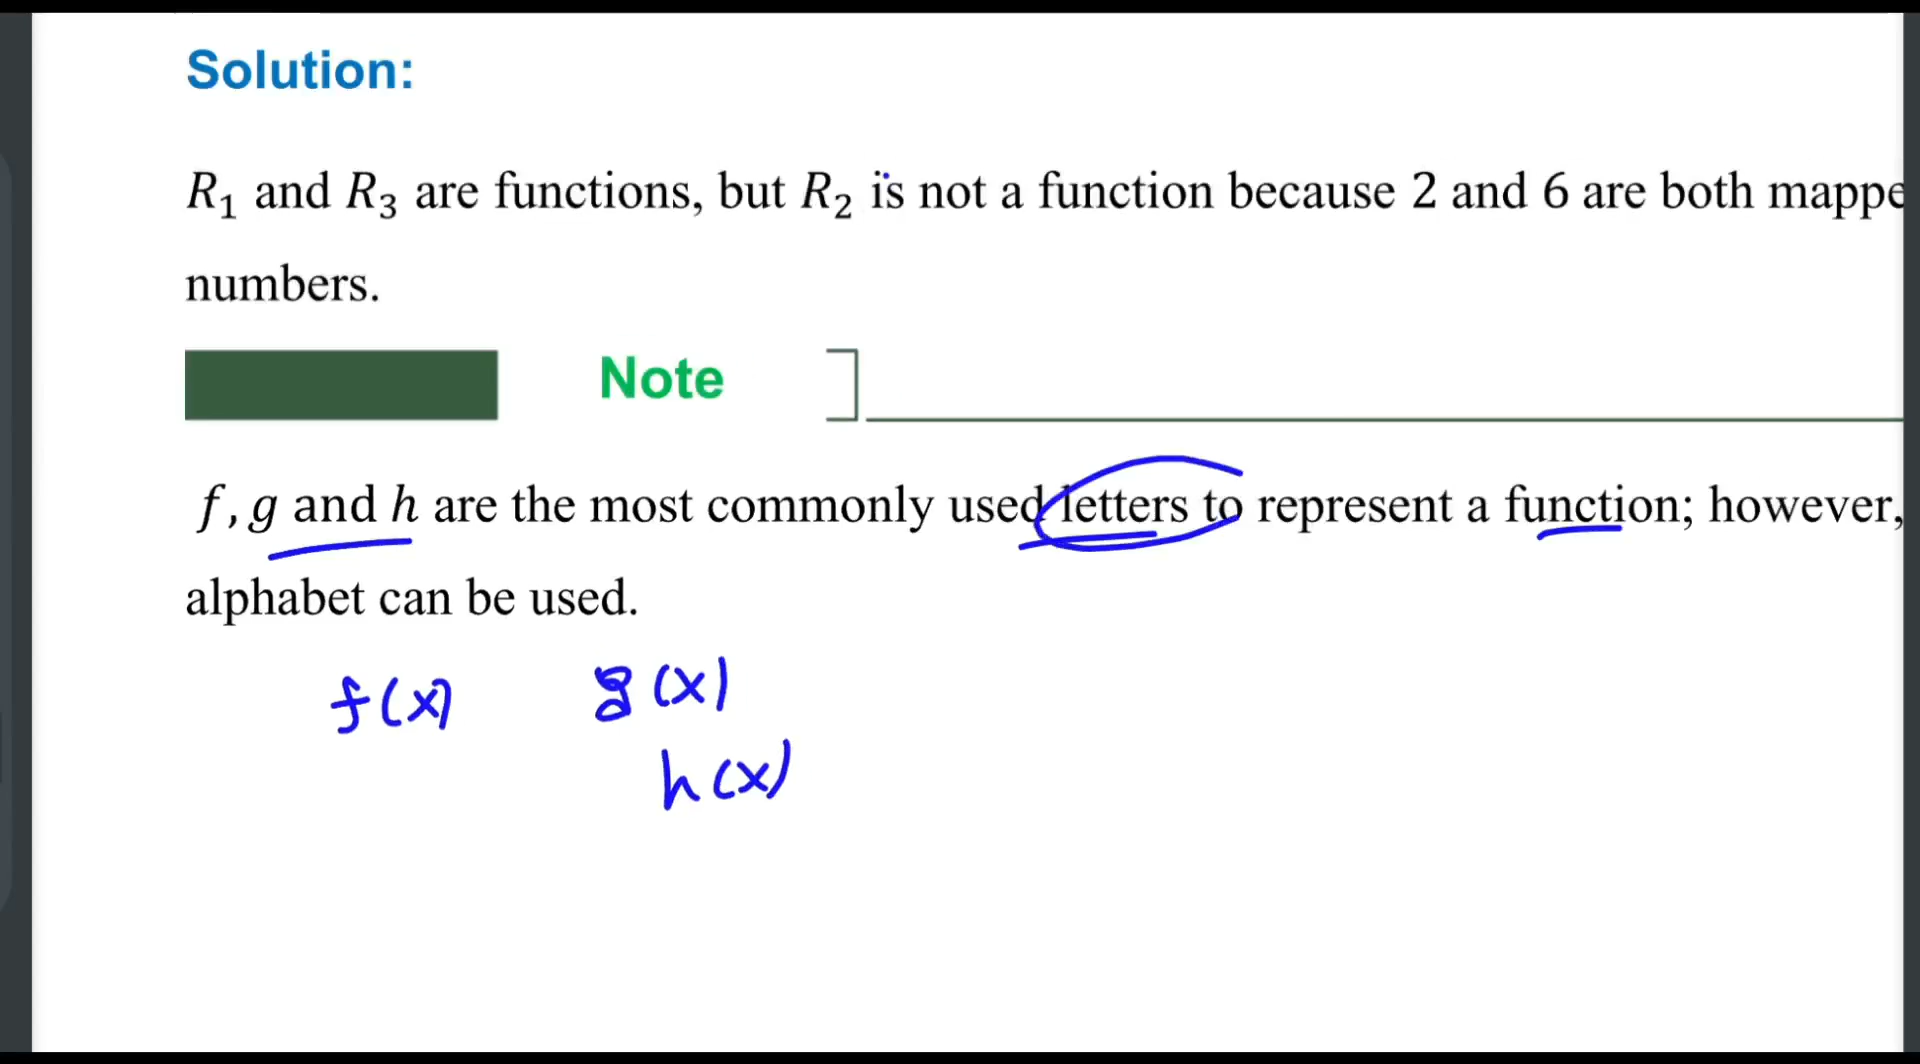 Solution:
R₁ and R₃ are functions, but R₂ is not a function because 2 and 6 are both mappe
numbers.
Note
f, g and h are the most commonly used letters to represent a function; however,
alphabet can be used.
f(x) g(x)
h(x)